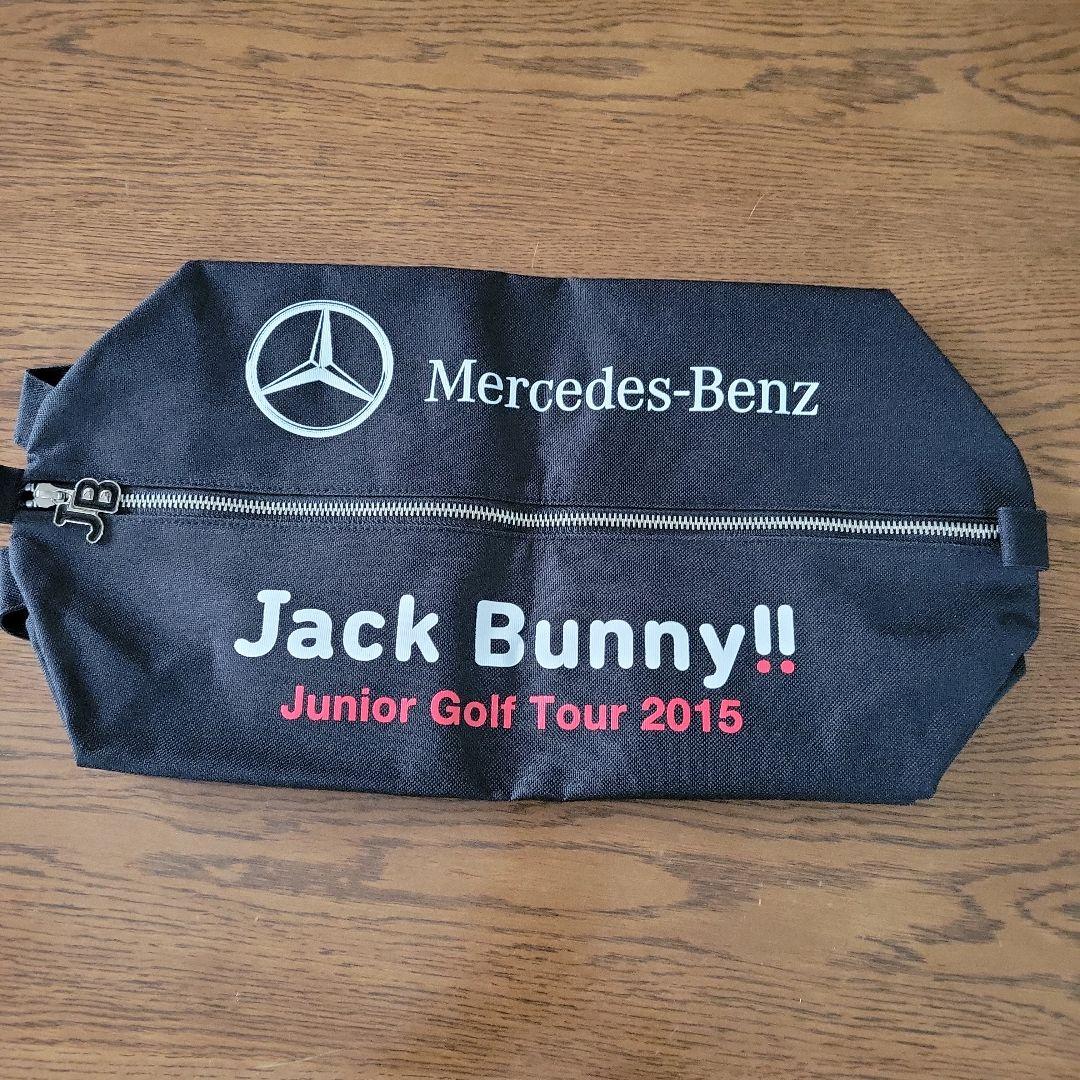 Mercedes-Benz
JB
Jack Bunny!!
Junior Golf Tour 2015